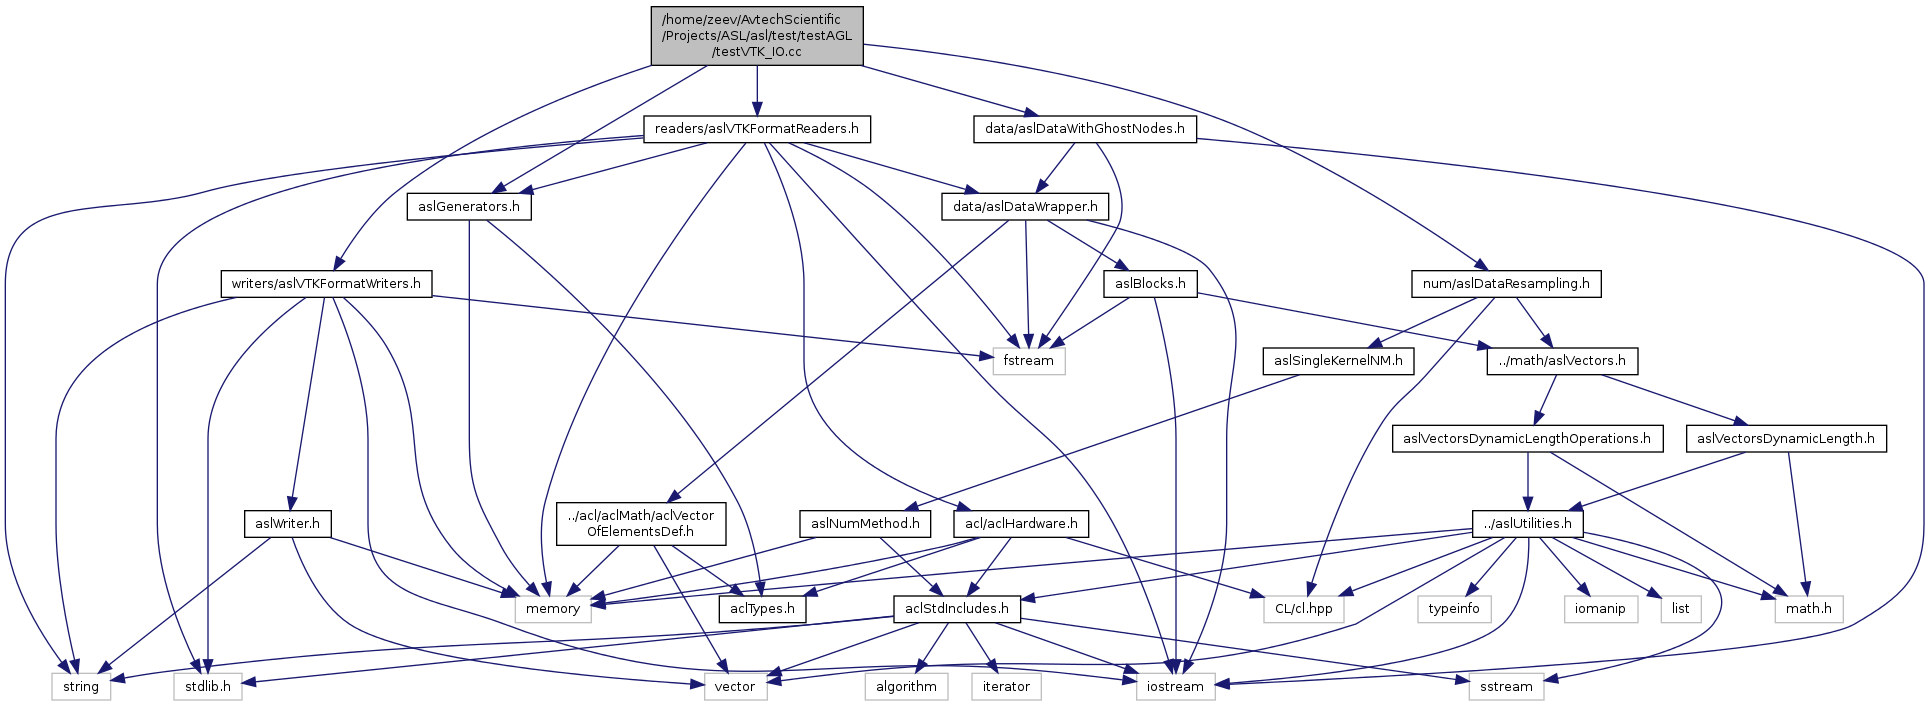 /home/zeev/AvtechScientific
/Projects/ASL/asl/test/testAGL
/testVTK_IO.cc
readers/aslVTKFormatReaders.h
data/aslDataWithGhostNodes.h
aslGenerators.h
data/aslDataWrapper.h
writers/aslVTKFormatWriters.h
aslBlocks.h
num/aslDataResampling.h
fstream
aslSingleKernelNM.h
../math/aslVectors.h
aslVectorsDynamicLengthOperations.h
aslVectorsDynamicLength.h
aslWriter.h
../acl/aclMath/aclVector
OfElementsDef.h
aslNumMethod.h
acl/aclHardware.h
../aslUtilities.h
memory
aclTypes.h
aclStdIncludes.h
CL/cl.hpp
typeinfo
iomanip
list
math.h
string
stdlib.h
vector
algorithm
iterator
iostream
sstream